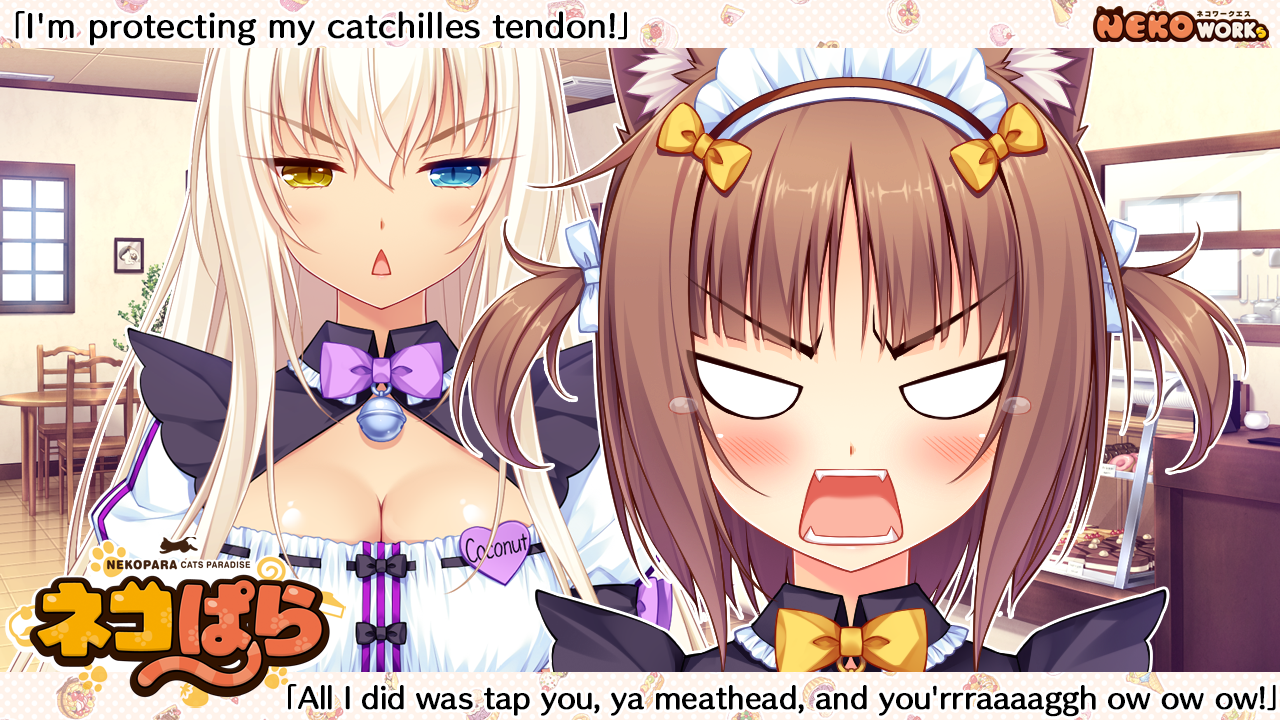 「I'm protecting my catchilles tendon!」
ネコワークス
NEKO WORKs
Coconut
NEKOPARA CATS PARADISE
ネコぱら
「All I did was tap you, ya meathead, and you'rrraaaaggh ow ow ow!」